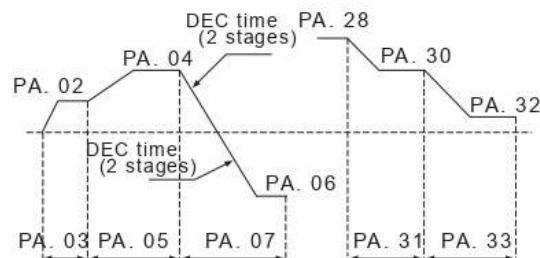 DEC time
(2 stages)
PA. 28
PA. 04
PA. 30
PA. 02
PA. 32
DEC time
(2 stages)
PA. 06
PA. 03
PA. 05
PA. 07
PA. 31
PA. 33